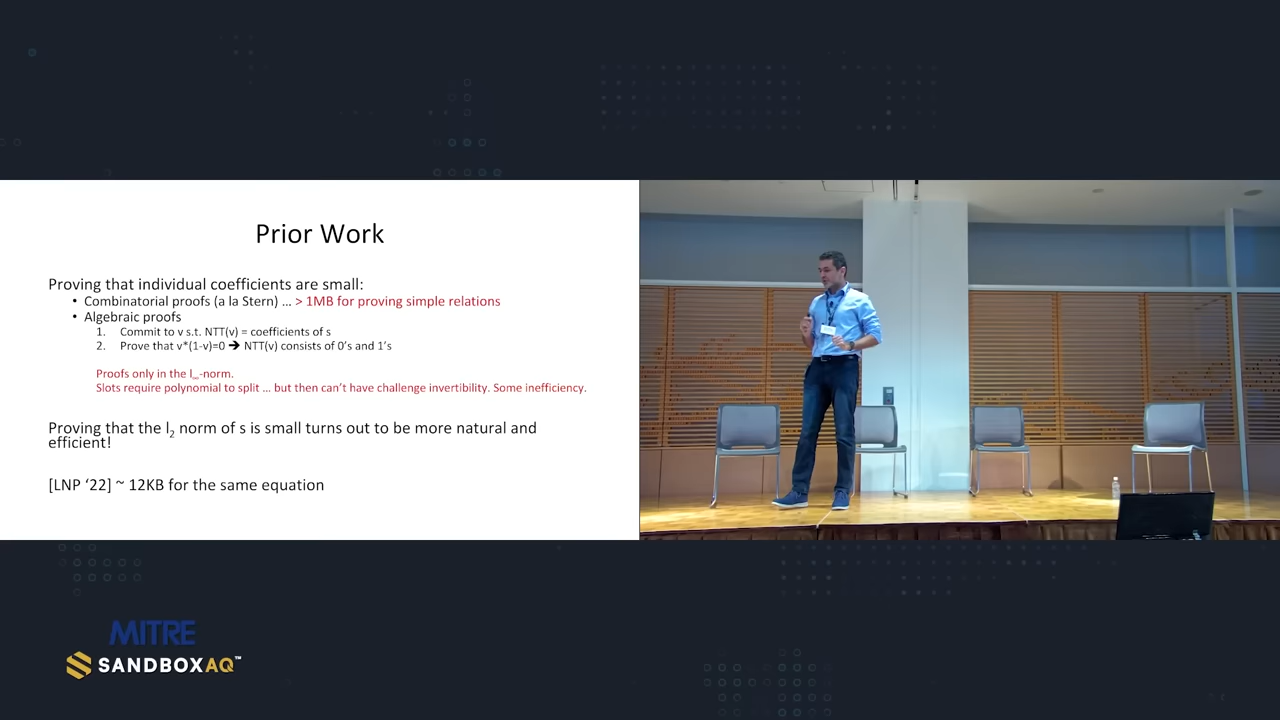 Prior Work
Proving that individual coefficients are small:
• Combinatorial proofs (a la Stern) … > 1MB for proving simple relations
• Algebraic proofs
1. Commit to v s.t. NTT(v) = coefficients of s
2. Prove that v*(1-v)=0 ➔ NTT(v) consists of 0's and 1's
Proofs only in the l_-norm.
Slots require polynomial to split … but then can't have challenge invertibility. Some inefficiency.
Proving that the l2 norm of s is small turns out to be more natural and
efficient!
[LNP ‘22] ~ 12KB for the same equation
MITRE
SANDBOXAQ™